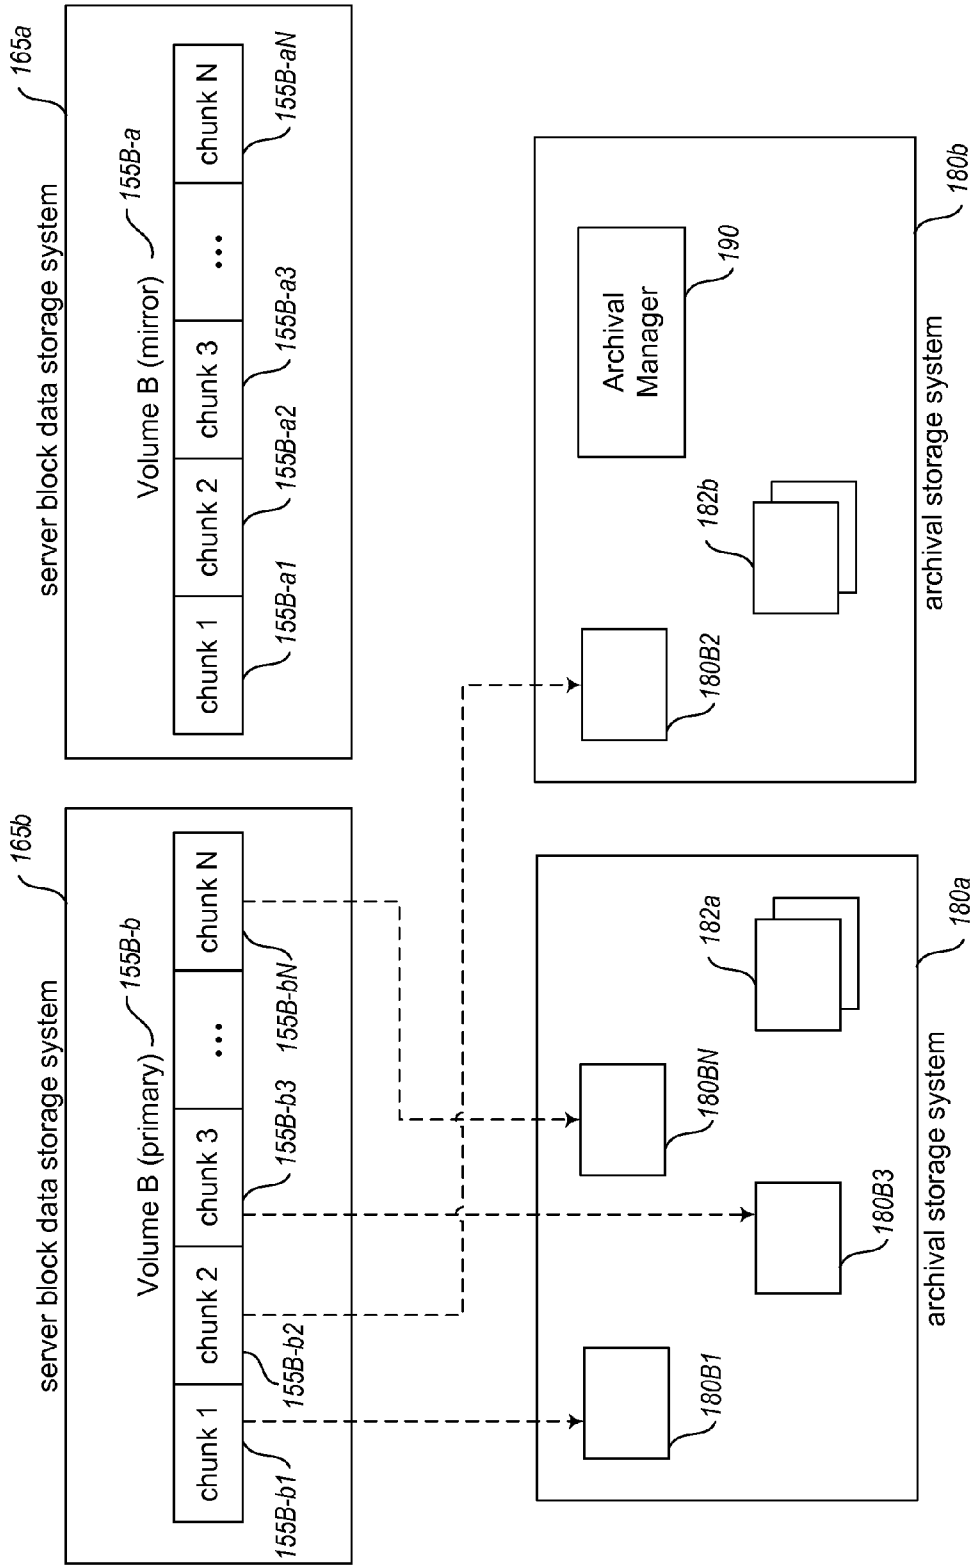 server block data storage system
165b
Volume B (primary)
155B-b
chunk 1
chunk 2
chunk 3
...
chunk N
155B-b1
155B-b2
155B-b3
155B-bN
server block data storage system
165a
Volume B (mirror)
155B-a
chunk 1
chunk 2
chunk 3
...
chunk N
155B-a1
155B-a2
155B-a3
155B-aN
180B1
180B3
180BN
182a
archival storage system
180a
180B2
182b
Archival
Manager
190
archival storage system
180b